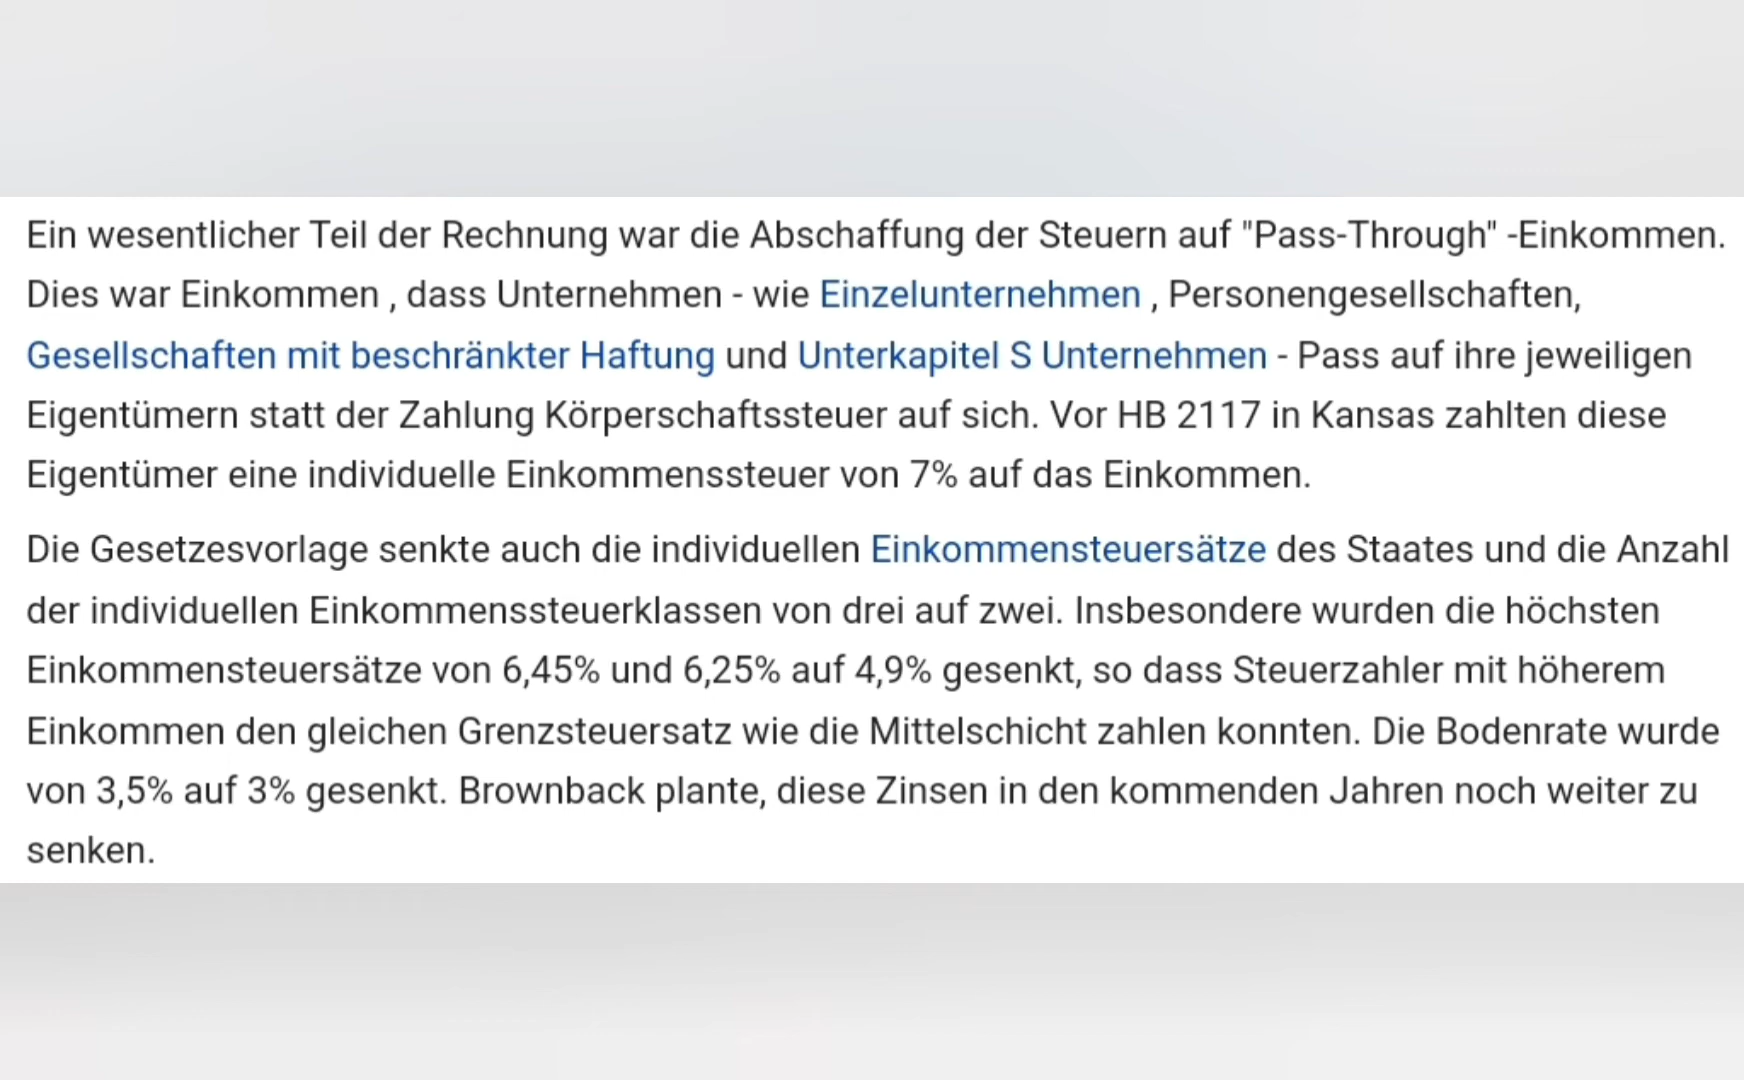 Ein wesentlicher Teil der Rechnung war die Abschaffung der Steuern auf "Pass-Through" -Einkommen.
Dies war Einkommen , dass Unternehmen - wie Einzelunternehmen , Personengesellschaften,
Gesellschaften mit beschränkter Haftung und Unterkapitel S Unternehmen - Pass auf ihre jeweiligen
Eigentümern statt der Zahlung Körperschaftssteuer auf sich. Vor HB 2117 in Kansas zahlten diese
Eigentümer eine individuelle Einkommenssteuer von 7% auf das Einkommen.
Die Gesetzesvorlage senkte auch die individuellen Einkommensteuersätze des Staates und die Anzahl
der individuellen Einkommenssteuerklassen von drei auf zwei. Insbesondere wurden die höchsten
Einkommensteuersätze von 6,45% und 6,25% auf 4,9% gesenkt, so dass Steuerzahler mit höherem
Einkommen den gleichen Grenzsteuersatz wie die Mittelschicht zahlen konnten. Die Bodenrate wurde
von 3,5% auf 3% gesenkt. Brownback plante, diese Zinsen in den kommenden Jahren noch weiter zu
senken.